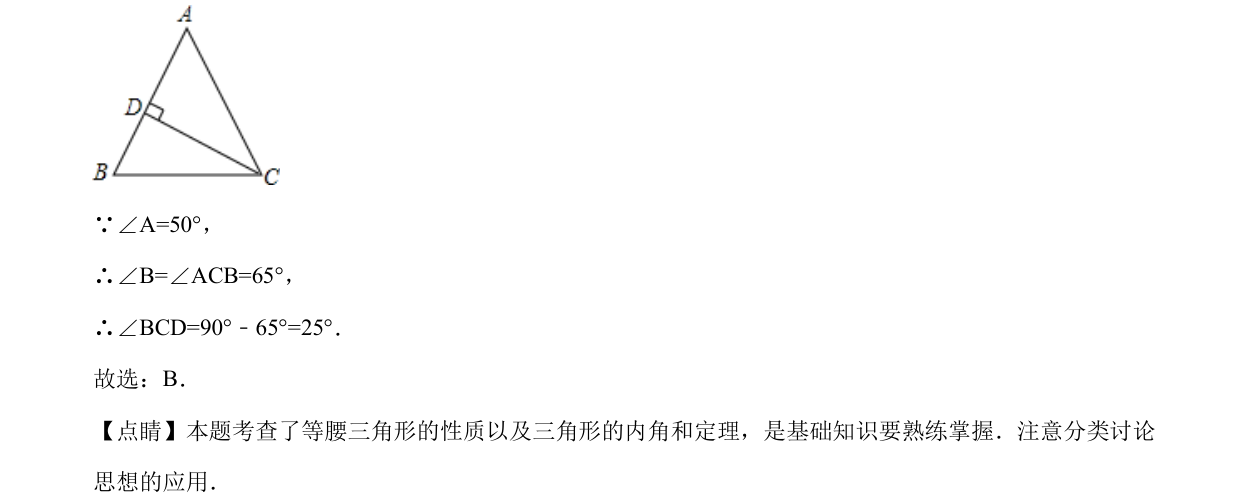 A
D
B
C
∵∠A=50°，
∴∠B=∠ACB=65°，
∴∠BCD=90°﹣65°=25°．
故选：B．
【点睛】本题考查了等腰三角形的性质以及三角形的内角和定理，是基础知识要熟练掌握．注意分类讨论
思想的应用．